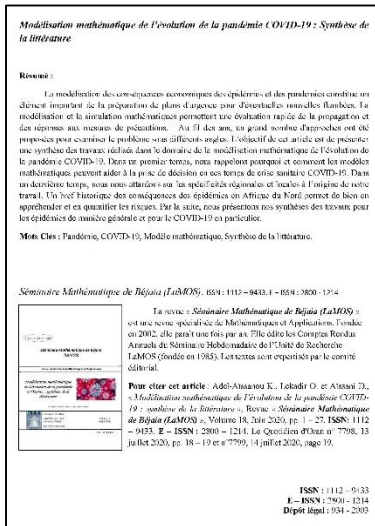 Modélisation mathématique de l'évolution de la pandémie COVID-19 : Synthèse de
la littérature
Résumé :
La modélisation des conséquences économiques des épidémies et des pandémies constitue un
élément important de la préparation de plans d'urgence pour d'éventuelles nouvelles flambées. La
modélisation et la simulation mathématiques permettent une évaluation rapide de la propagation et
des réponses aux mesures de précautions. Au fil des ans, un grand nombre d'approches ont été
proposées pour examiner le problème sous différents angles. L'objectif de cet article est de présenter
une synthèse des travaux réalisés dans le domaine de la modélisation mathématique de l'évolution de
la pandémie COVID-19. Dans un premier temps, nous rappelons pourquoi et comment les modèles
mathématiques peuvent aider à la prise de décision en ces temps de crise sanitaire COVID-19. Dans
un deuxième temps, nous nous attardons sur les spécificités régionales et locales à l'origine de notre
travail. Un bref historique des conséquences des épidémies en Afrique du Nord permet de bien en
appréhender et en quantifier les risques. Par la suite, nous présentons nos synthèses des travaux pour
les épidémies de manière générale et pour le COVID-19 en particulier.
Mots Clés : Pandémie, COVID-19, Modèle mathématique, Synthèse de la littérature.
Séminaire Mathématique de Béjaia (LaMOS). ISSN : 1112 – 9433. E – ISSN : 2800 - 1214
La revue « Séminaire Mathématique de Béjaia (LaMOS) »
est une revue spécialisée de Mathématiques et Applications. Fondée
en 2002, elle paraît une fois par an. Elle édite les Comptes Rendus
Annuels du Séminaire Hebdomadaire de l'Unité de Recherche
LaMOS (fondée en 1985). Les textes sont expertisés par le comité
éditorial.
Pour citer cet article : Adel-Aissanou K., Lekadir O. et Aissani D.,
« Modélisation mathématique de l'évolution de la pandémie COVID-
19 : synthèse de la littérature », Revue « Séminaire Mathématique
de Béjaia (LaMOS) », Volume 18, Juin 2020, pp. 1 – 27. ISSN: 1112
– 9433. E – ISSN : 2800 – 1214. Le Quotidien d'Oran n° 7798, 13
juillet 2020, pp. 18 – 19 et n°7799, 14 juillet 2020, page 19.
ISSN : 1112 – 9433
E – ISSN : 2800 - 1214
Dépôt légal : 934 - 2003